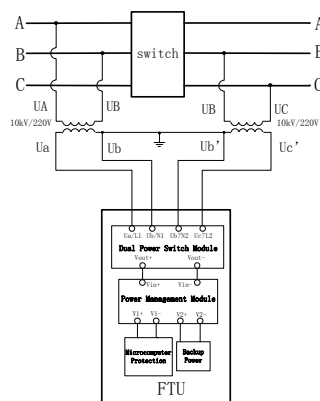 A
A
B
switch
B
C
C
UA
UB
UB
UC
10kV/220V
10kV/220V
Ua
Ub
Ub’
Uc’
Ua/L1 Ub/N1 Ub’/N2 Uc’/L2
Dual Power Switch Module
Vout+ Vout-
Vin+ Vin-
Power Management Module
V1+ V1- V2+ V2-
Microcomputer
Protection
Backup
Power
FTU